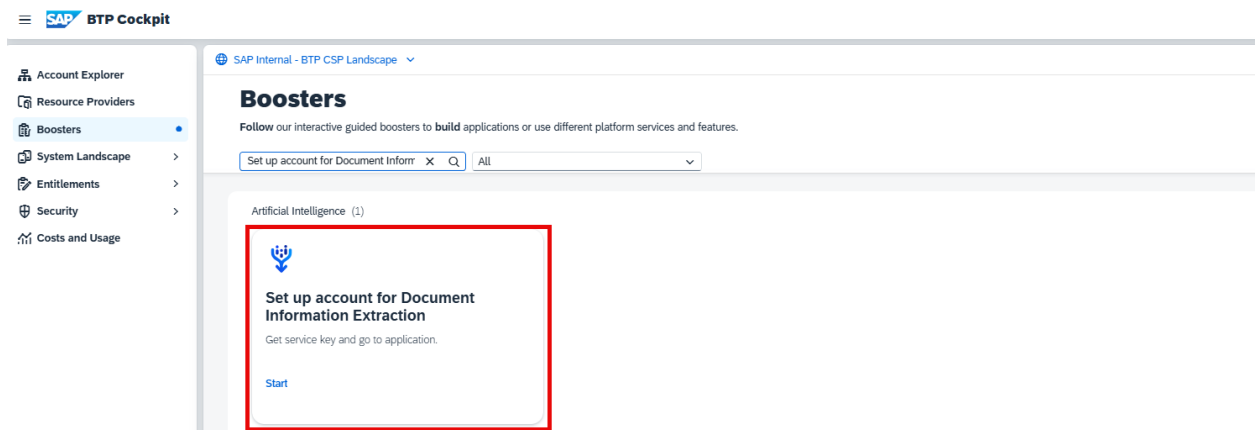 SAP BTP Cockpit
Account Explorer
Resource Providers
Boosters
System Landscape
Entitlements
Security
Costs and Usage
SAP Internal - BTP CSP Landscape
Boosters
Follow our interactive guided boosters to build applications or use different platform services and features.
Set up account for Document Inform
All
Artificial Intelligence (1)
Set up account for Document
Information Extraction
Get service key and go to application.
Start